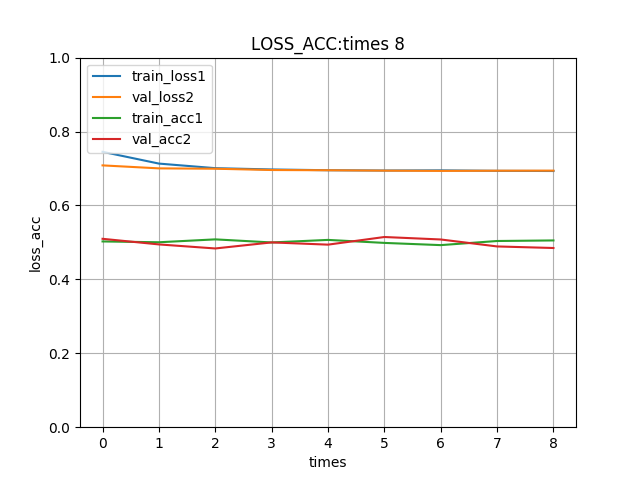 LOSS_ACC:times 8
1.0
0.8
0.6
0.4
0.2
0.0
loss_acc
train_loss1
val_loss2
train_acc1
val_acc2
0 1 2 3 4 5 6 7 8
times